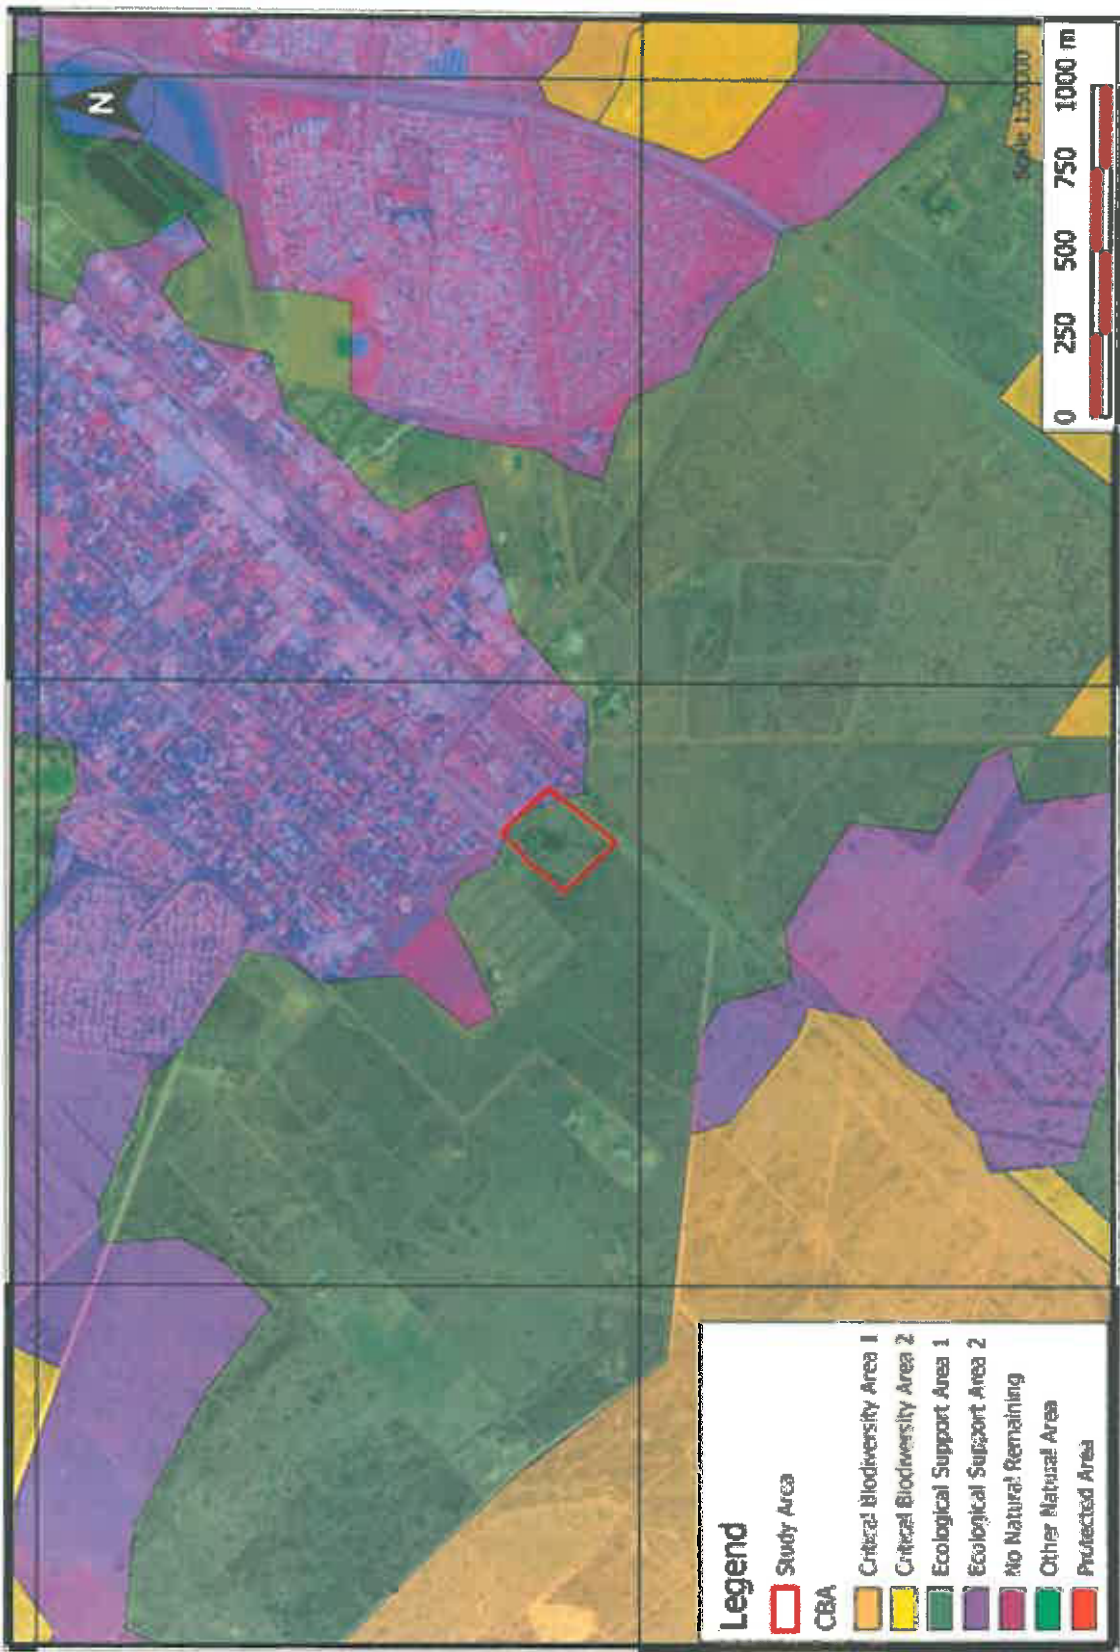 N
Legend
Study Area
CBA
Critical Biodiversity Area 1
Critical Biodiversity Area 2
Ecological Support Area 1
Ecological Support Area 2
No Natural Remaining
Other Natural Area
Protected Area
Scale 1:50000
0 250 500 750 1000 m